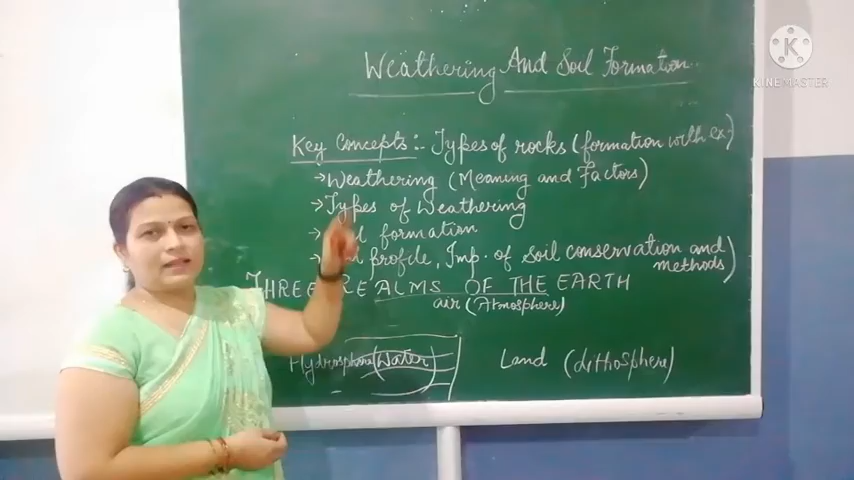 Weathering And Soil Formation.
K
KINEMASTER
Key Concepts:- Types of rocks (formation with ex.)
→Weathering (Meaning and Factors)
→Types of Weathering
→ formation
→ profile, Imp. of Soil conservation and methods)
THREE REALMS OF THE EARTH
air (Atmosphere)
Hydrosphere (Water)
Land (Lithosphere)